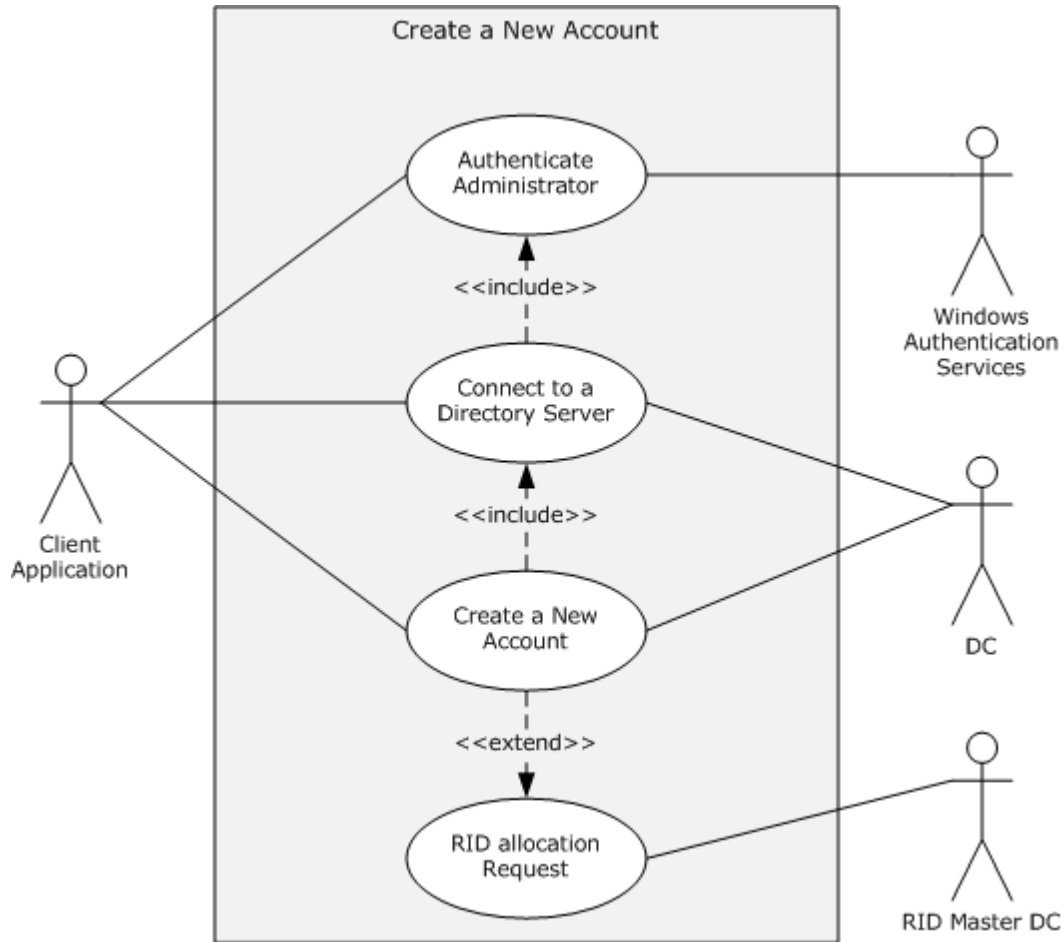 Create a New Account
Authenticate
Administrator
<<include>>
Windows
Authentication
Services
Connect to a
Directory Server
<<include>>
Client
Application
Create a New
Account
DC
<<extend>>
RID allocation
Request
RID Master DC